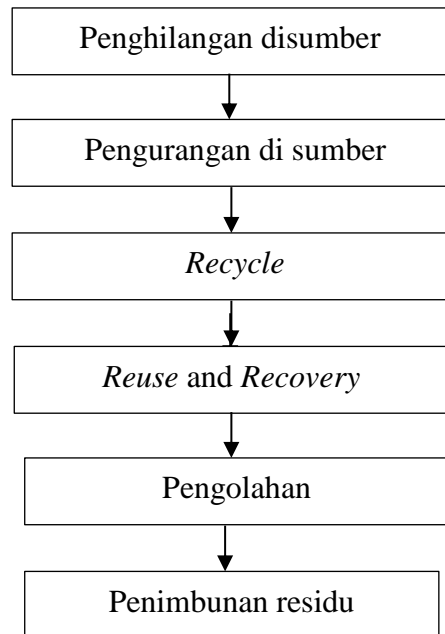 Penghilangan disumber
Pengurangan di sumber
Recycle
Reuse and Recovery
Pengolahan
Penimbunan residu